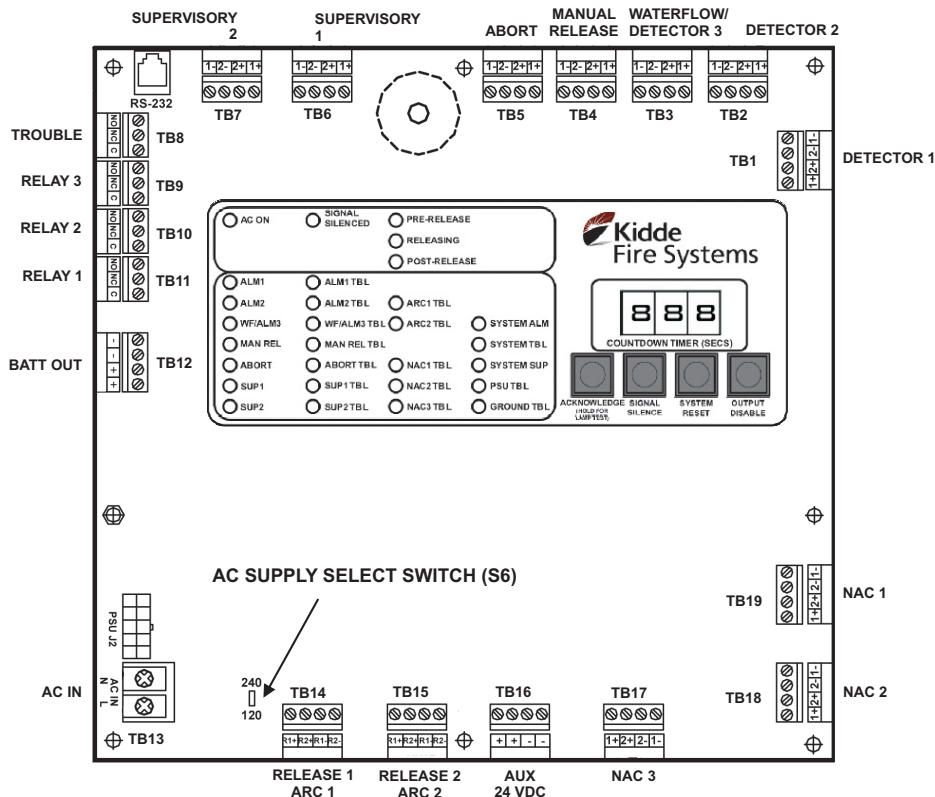 SUPERVISORY
2
SUPERVISORY
1
ABORT
MANUAL
RELEASE
WATERFLOW/
DETECTOR 3
DETECTOR 2
1- 2- 2+ 1+
1- 2- 2+ 1+
1- 2- 2+ 1+
1- 2- 2+ 1+
1- 2- 2+ 1+
1- 2- 2+ 1+
RS-232
TB7
TB6
TB5
TB4
TB3
TB2
TROUBLE
NO NC C
TB8
RELAY 3
NO NC C
TB9
RELAY 2
NO NC C
TB10
RELAY 1
NO NC C
TB11
BATT OUT
- - + +
TB12
TB1
1+ 2+ 2- 1-
DETECTOR 1
AC ON
SIGNAL
SILENCED
PRE-RELEASE
RELEASING
POST-RELEASE
ALM1
ALM1 TBL
ALM2
ALM2 TBL
ARC1 TBL
WF/ALM3
WF/ALM3 TBL
ARC2 TBL
SYSTEM ALM
MAN REL
MAN REL TBL
SYSTEM TBL
ABORT
ABORT TBL
NAC1 TBL
SYSTEM SUP
SUP1
SUP1 TBL
NAC2 TBL
PSU TBL
SUP2
SUP2 TBL
NAC3 TBL
GROUND TBL
Kidde
Fire Systems
8 8 8
COUNTDOWN TIMER (SECS)
ACKNOWLEDGE
(HOLD FOR
LAMP TEST)
SIGNAL
SILENCE
SYSTEM
RESET
OUTPUT
DISABLE
AC SUPPLY SELECT SWITCH (S6)
PSU J2
AC IN
AC IN
N L
TB13
240
120
TB14
R1+ R2+ R1- R2-
RELEASE 1
ARC 1
TB15
R1+ R2+ R1- R2-
RELEASE 2
ARC 2
TB16
+ + - -
AUX
24 VDC
TB17
1+ 2+ 2- 1-
NAC 3
TB19
1+ 2+ 2- 1-
NAC 1
TB18
1+ 2+ 2- 1-
NAC 2